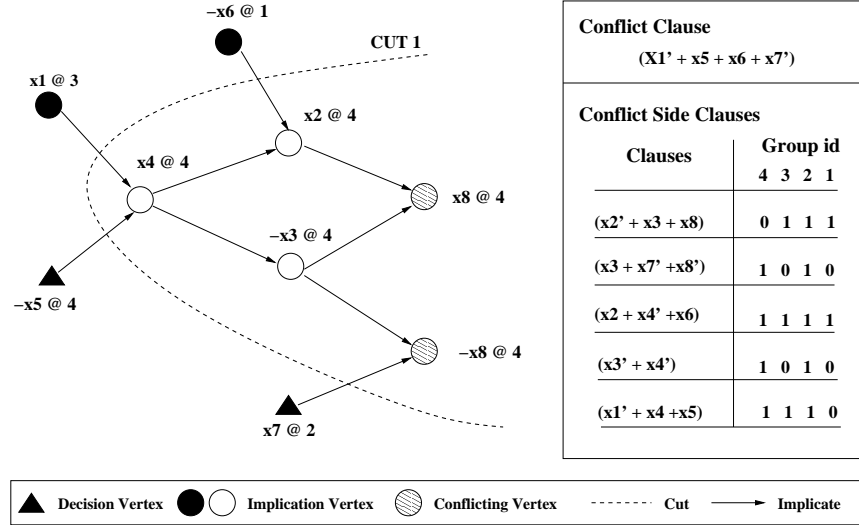 −x6 @ 1
CUT 1
x1 @ 3
x2 @ 4
x4 @ 4
x8 @ 4
−x3 @ 4
−x5 @ 4
−x8 @ 4
x7 @ 2
Conflict Clause
(X1' + x5 + x6 + x7')
Conflict Side Clauses
Clauses Group id
4 3 2 1
(x2' + x3 + x8) 0 1 1 1
(x3 + x7' +x8') 1 0 1 0
(x2 + x4' +x6) 1 1 1 1
(x3' + x4') 1 0 1 0
(x1' + x4 +x5) 1 1 1 0
Decision Vertex Implication Vertex Conflicting Vertex Cut Implicate